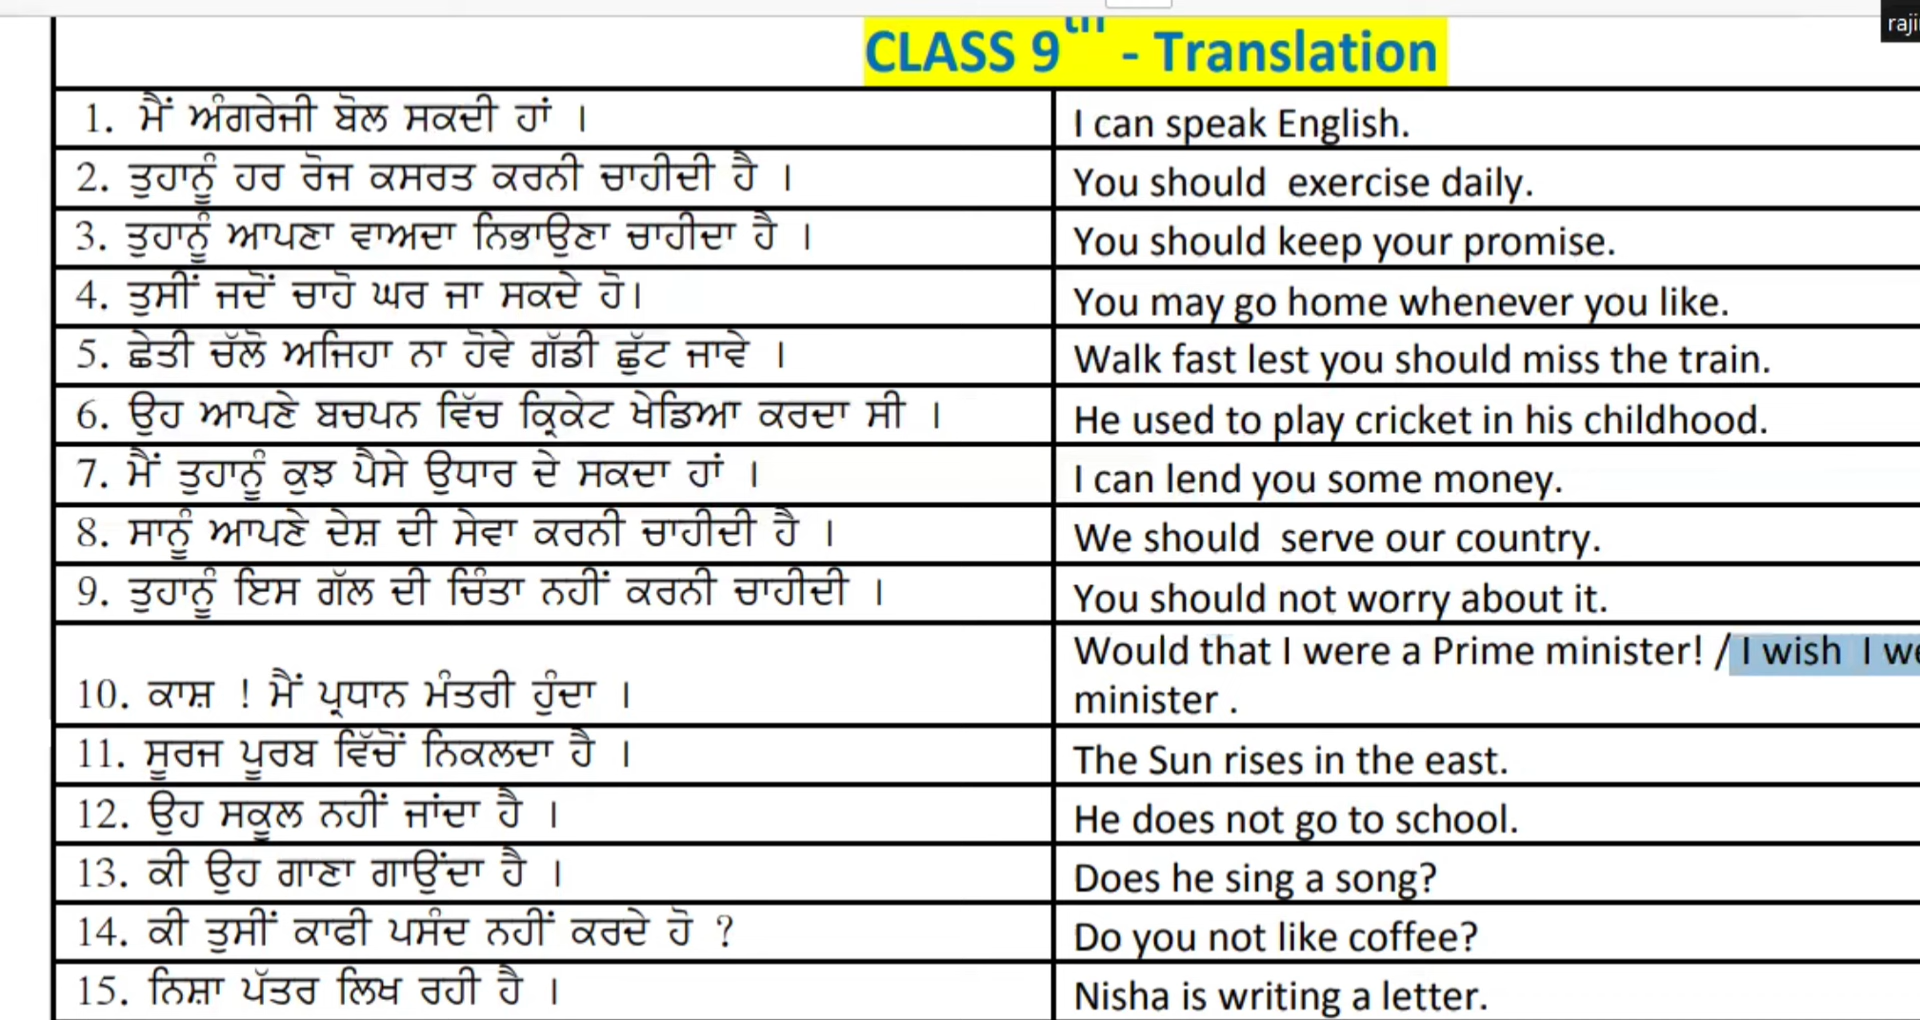 raji
CLASS 9th - Translation
1. ਮੈਂ ਅੰਗਰੇਜੀ ਬੋਲ ਸਕਦੀ ਹਾਂ ।
I can speak English.
2. ਤੁਹਾਨੂੰ ਹਰ ਰੋਜ ਕਸਰਤ ਕਰਨੀ ਚਾਹੀਦੀ ਹੈ ।
You should  exercise daily.
3. ਤੁਹਾਨੂੰ ਆਪਣਾ ਵਾਅਦਾ ਨਿਭਾਉਣਾ ਚਾਹੀਦਾ ਹੈ ।
You should keep your promise.
4. ਤੁਸੀਂ ਜਦੋਂ ਚਾਹੋ ਘਰ ਜਾ ਸਕਦੇ ਹੋ।
You may go home whenever you like.
5. ਛੇਤੀ ਚੱਲੋ ਅਜਿਹਾ ਨਾ ਹੋਵੇ ਗੱਡੀ ਛੁੱਟ ਜਾਵੇ ।
Walk fast lest you should miss the train.
6. ਉਹ ਆਪਣੇ ਬਚਪਨ ਵਿੱਚ ਕ੍ਰਿਕੇਟ ਖੇਡਿਆ ਕਰਦਾ ਸੀ ।
He used to play cricket in his childhood.
7. ਮੈਂ ਤੁਹਾਨੂੰ ਕੁਝ ਪੈਸੇ ਉਧਾਰ ਦੇ ਸਕਦਾ ਹਾਂ ।
I can lend you some money.
8. ਸਾਨੂੰ ਆਪਣੇ ਦੇਸ਼ ਦੀ ਸੇਵਾ ਕਰਨੀ ਚਾਹੀਦੀ ਹੈ ।
We should  serve our country.
9. ਤੁਹਾਨੂੰ ਇਸ ਗੱਲ ਦੀ ਚਿੰਤਾ ਨਹੀਂ ਕਰਨੀ ਚਾਹੀਦੀ ।
You should not worry about it.
10. ਕਾਸ਼ ! ਮੈਂ ਪ੍ਰਧਾਨ ਮੰਤਰੀ ਹੁੰਦਾ ।
Would that I were a Prime minister! / I wish  I we
minister .
11. ਸੂਰਜ ਪੂਰਬ ਵਿੱਚੋਂ ਨਿਕਲਦਾ ਹੈ ।
The Sun rises in the east.
12. ਉਹ ਸਕੂਲ ਨਹੀਂ ਜਾਂਦਾ ਹੈ ।
He does not go to school.
13. ਕੀ ਉਹ ਗਾਣਾ ਗਾਉਂਦਾ ਹੈ ।
Does he sing a song?
14. ਕੀ ਤੁਸੀਂ ਕਾਫੀ ਪਸੰਦ ਨਹੀਂ ਕਰਦੇ ਹੋ ?
Do you not like coffee?
15. ਨਿਸ਼ਾ ਪੱਤਰ ਲਿਖ ਰਹੀ ਹੈ ।
Nisha is writing a letter.